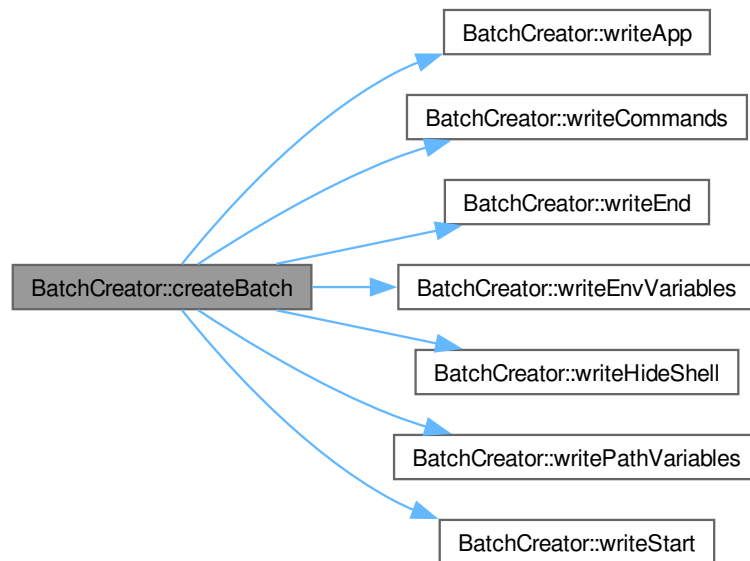 BatchCreator::writeApp
BatchCreator::writeCommands
BatchCreator::writeEnd
BatchCreator::createBatch
BatchCreator::writeEnvVariables
BatchCreator::writeHideShell
BatchCreator::writePathVariables
BatchCreator::writeStart